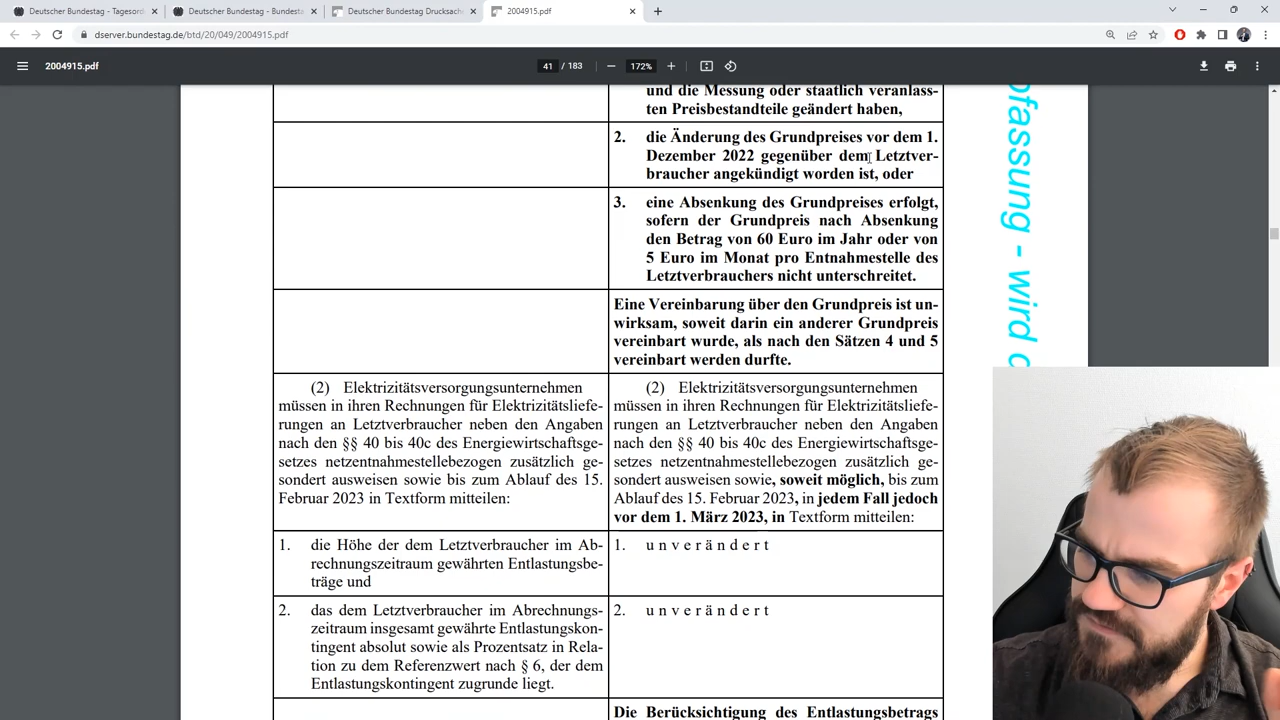 Deutscher Bundestag - Tagesord
Deutscher Bundestag - Bundesta
Deutscher Bundestag Drucksache
2004915.pdf
dserver.bundestag.de/btd/20/049/2004915.pdf
2004915.pdf
41 / 183
172%
und die Messung oder staatlich veranlass-
ten Preisbestandteile geändert haben,
2. die Änderung des Grundpreises vor dem 1.
Dezember 2022 gegenüber dem Letztver-
braucher angekündigt worden ist, oder
3. eine Absenkung des Grundpreises erfolgt,
sofern der Grundpreis nach Absenkung
den Betrag von 60 Euro im Jahr oder von
5 Euro im Monat pro Entnahmestelle des
Letztverbrauchers nicht unterschreitet.
Eine Vereinbarung über den Grundpreis ist un-
wirksam, soweit darin ein anderer Grundpreis
vereinbart wurde, als nach den Sätzen 4 und 5
vereinbart werden durfte.
(2) Elektrizitätsversorgungsunternehmen
müssen in ihren Rechnungen für Elektrizitätsliefe-
rungen an Letztverbraucher neben den Angaben
nach den §§ 40 bis 40c des Energiewirtschaftsge-
setzes netzentnahmestellebezogen zusätzlich ge-
sondert ausweisen sowie bis zum Ablauf des 15.
Februar 2023 in Textform mitteilen:
(2) Elektrizitätsversorgungsunternehmen
müssen in ihren Rechnungen für Elektrizitätsliefe-
rungen an Letztverbraucher neben den Angaben
nach den §§ 40 bis 40c des Energiewirtschaftsge-
setzes netzentnahmestellebezogen zusätzlich ge-
sondert ausweisen sowie, soweit möglich, bis zum
Ablauf des 15. Februar 2023, in jedem Fall jedoch
vor dem 1. März 2023, in Textform mitteilen:
1. die Höhe der dem Letztverbraucher im Ab-
rechnungszeitraum gewährten Entlastungsbe-
träge und
1. u n v e r ä n d e r t
2. das dem Letztverbraucher im Abrechnungs-
zeitraum insgesamt gewährte Entlastungskon-
tingent absolut sowie als Prozentsatz in Rela-
tion zu dem Referenzwert nach § 6, der dem
Entlastungskontingent zugrunde liegt.
2. u n v e r ä n d e r t
Die Berücksichtigung des Entlastungsbetrags
fassung - wird